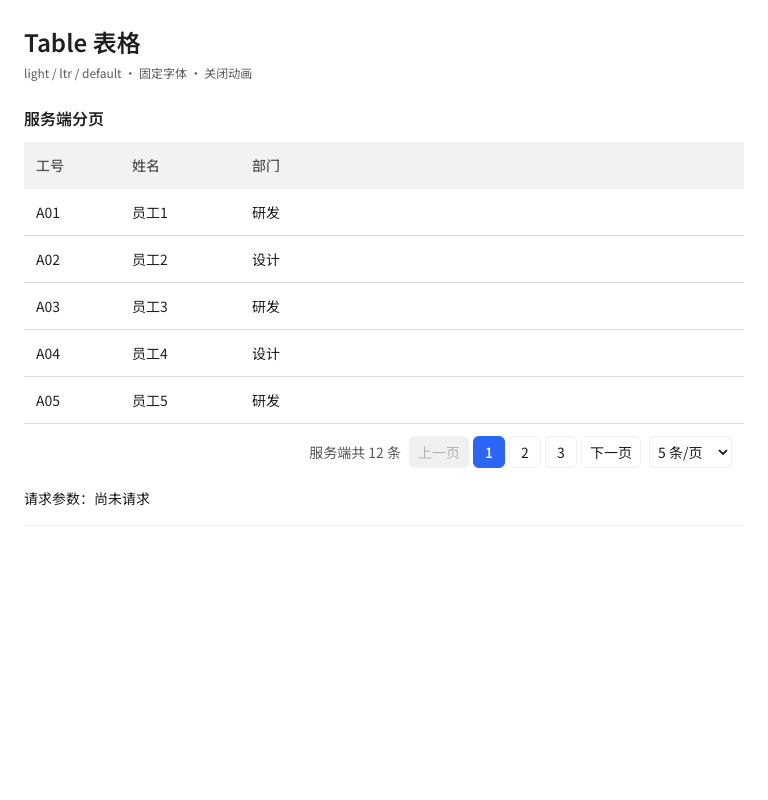 Table 表格
light / ltr / default · 固定字体 · 关闭动画
服务端分页
工号 姓名 部门
A01 员工1 研发
A02 员工2 设计
A03 员工3 研发
A04 员工4 设计
A05 员工5 研发
服务端共 12 条 上一页 1 2 3 下一页 5 条/页
请求参数：尚未请求